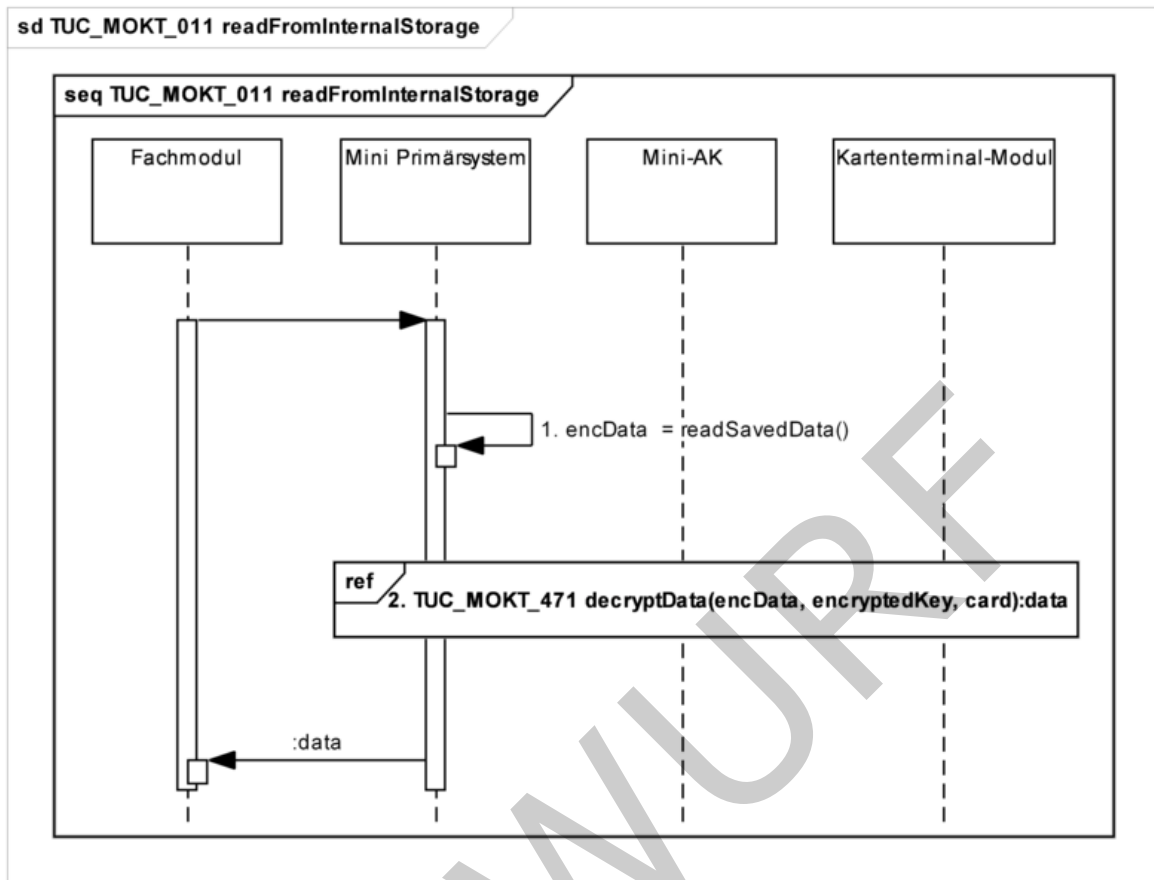 sd TUC_MOKT_011 readFromInternalStorage
seq TUC_MOKT_011 readFromInternalStorage
Fachmodul
Mini Primärsystem
Mini-AK
Kartenterminal-Modul
1. encData = readSavedData()
ref
2. TUC_MOKT_471 decryptData(encData, encryptedKey, card):data
:data
WURF